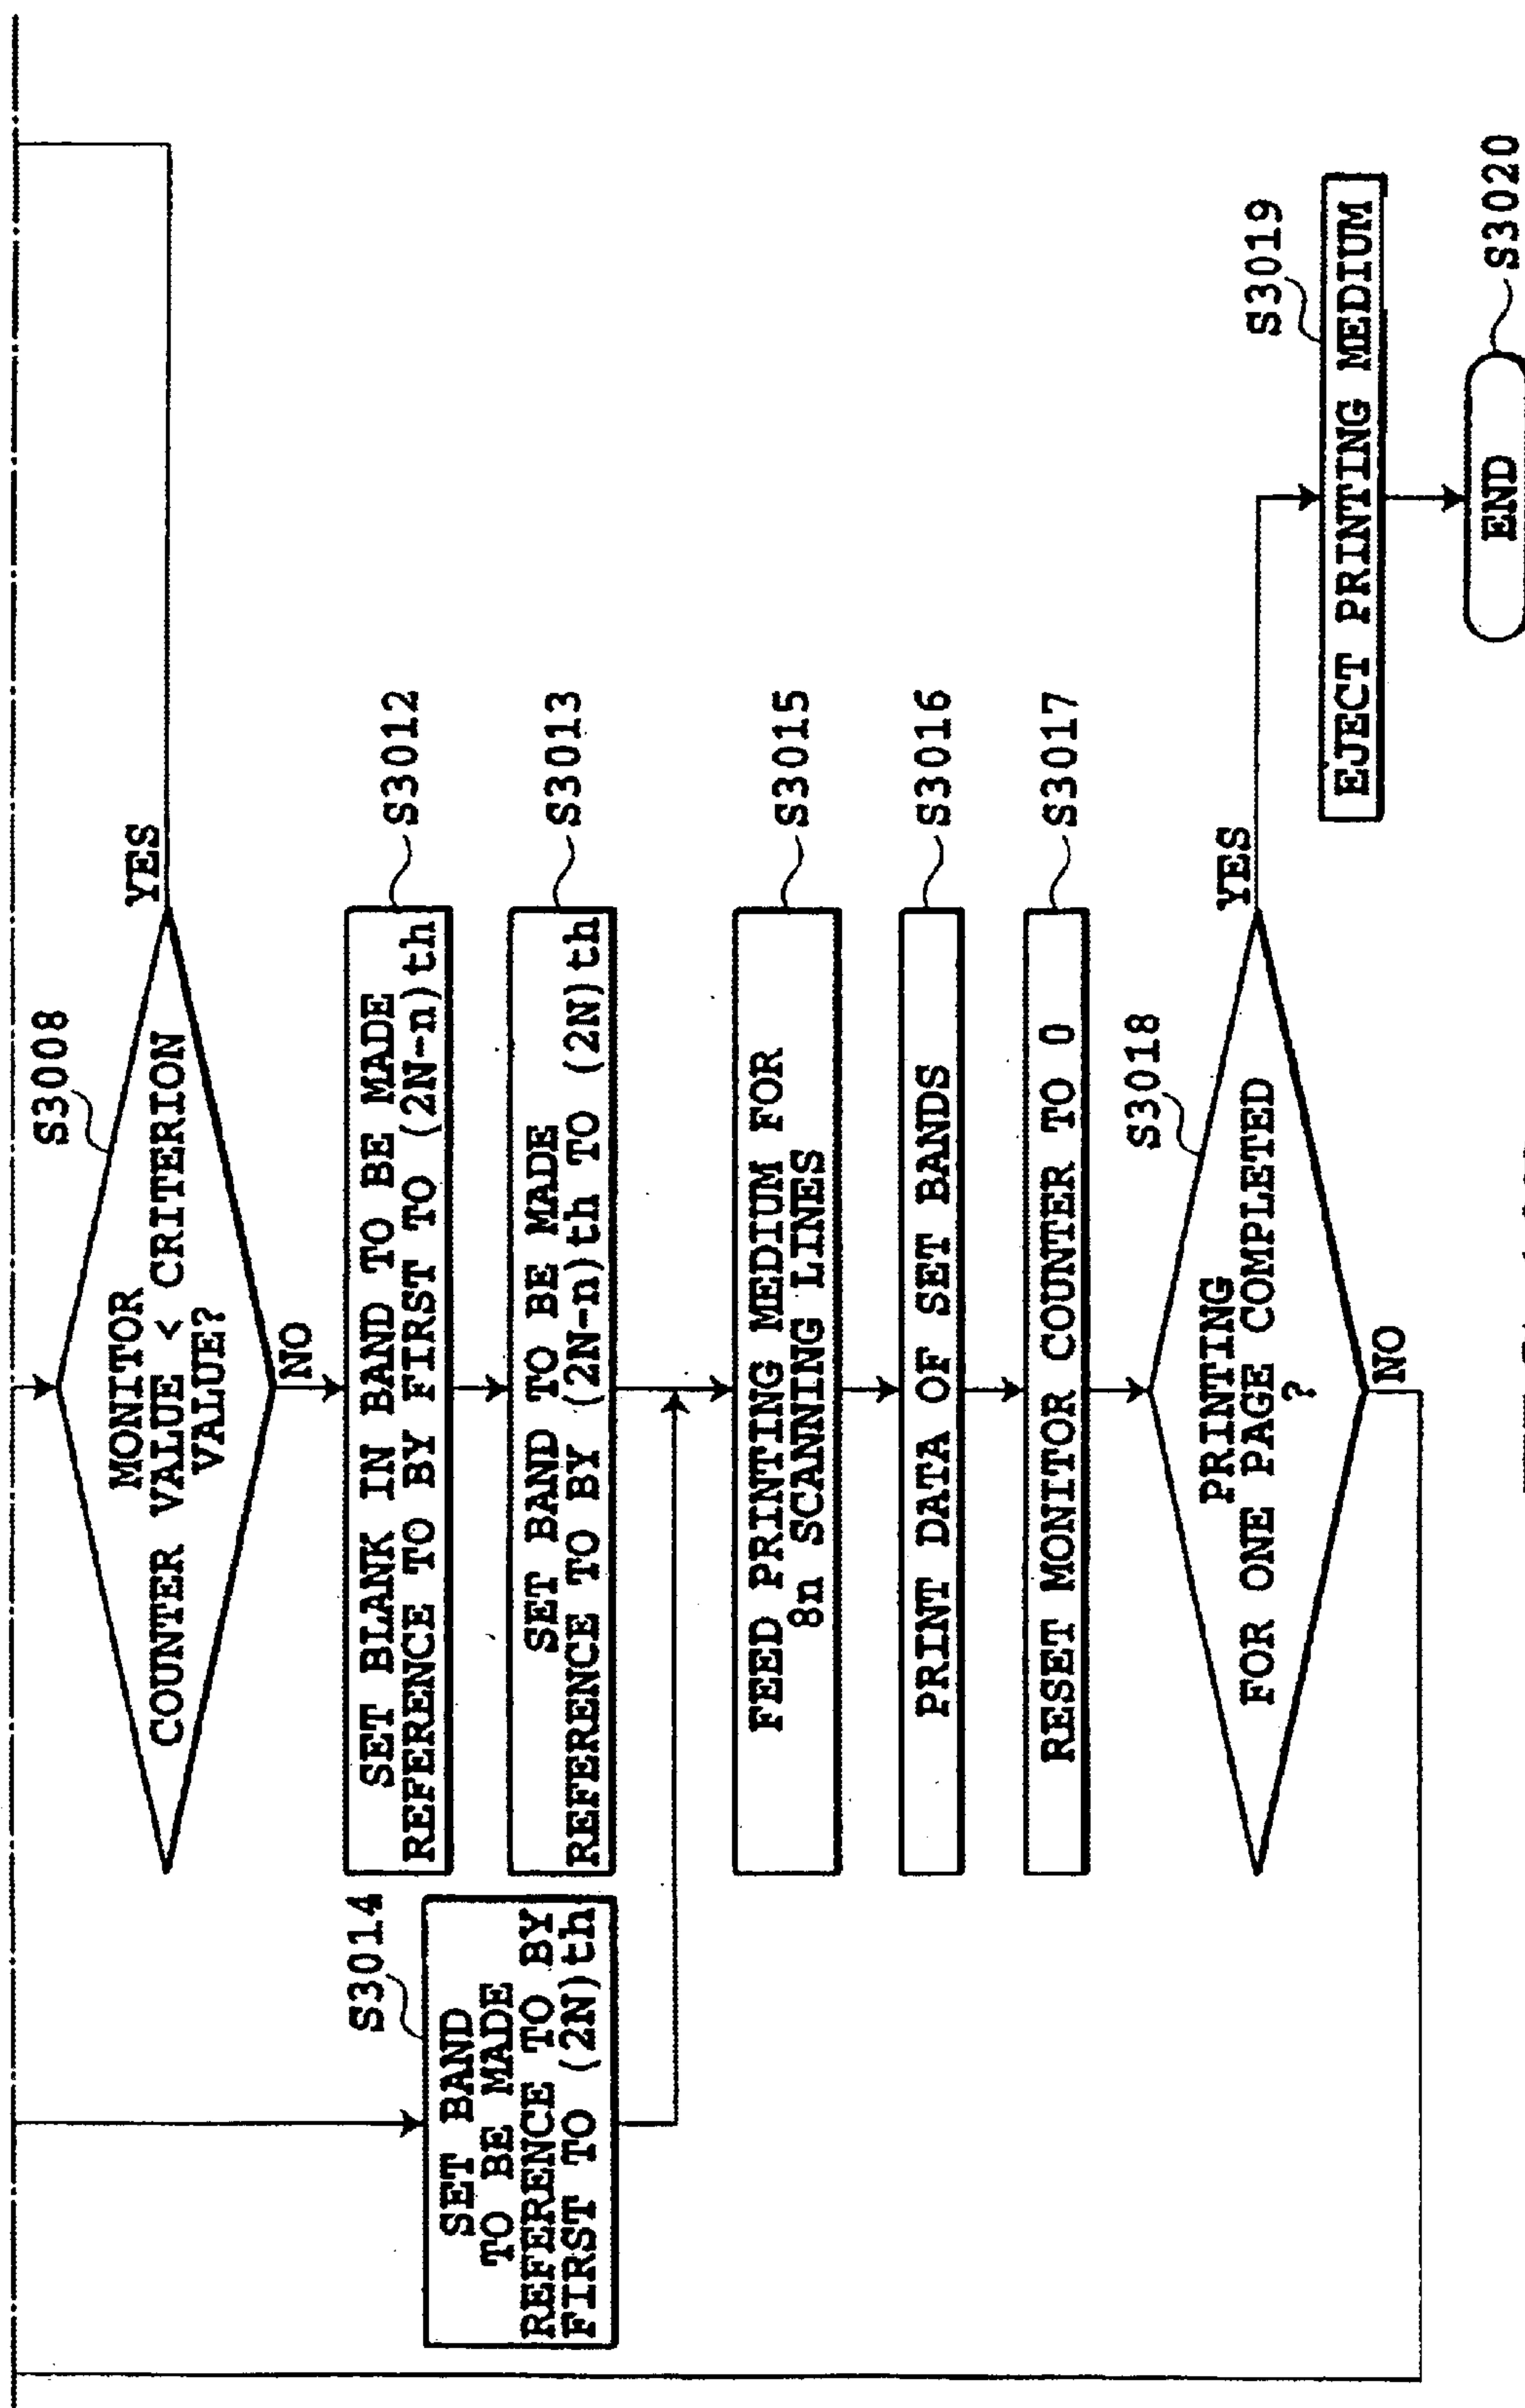 S3008
MONITOR
COUNTER VALUE < CRITERION
VALUE?
YES
NO
SET BLANK IN BAND TO BE MADE
REFERENCE TO BY FIRST TO (2N-n)th
S3012
SET BAND TO BE MADE
REFERENCE TO BY (2N-n)th TO (2N)th
S3013
S3014
SET BAND
TO BE MADE
REFERENCE TO BY
FIRST TO (2N)th
FEED PRINTING MEDIUM FOR
8n SCANNING LINES
S3015
PRINT DATA OF SET BANDS
S3016
RESET MONITOR COUNTER TO 0
S3017
S3018
PRINTING
FOR ONE PAGE COMPLETED
?
YES
NO
S3019
EJECT PRINTING MEDIUM
END
S3020